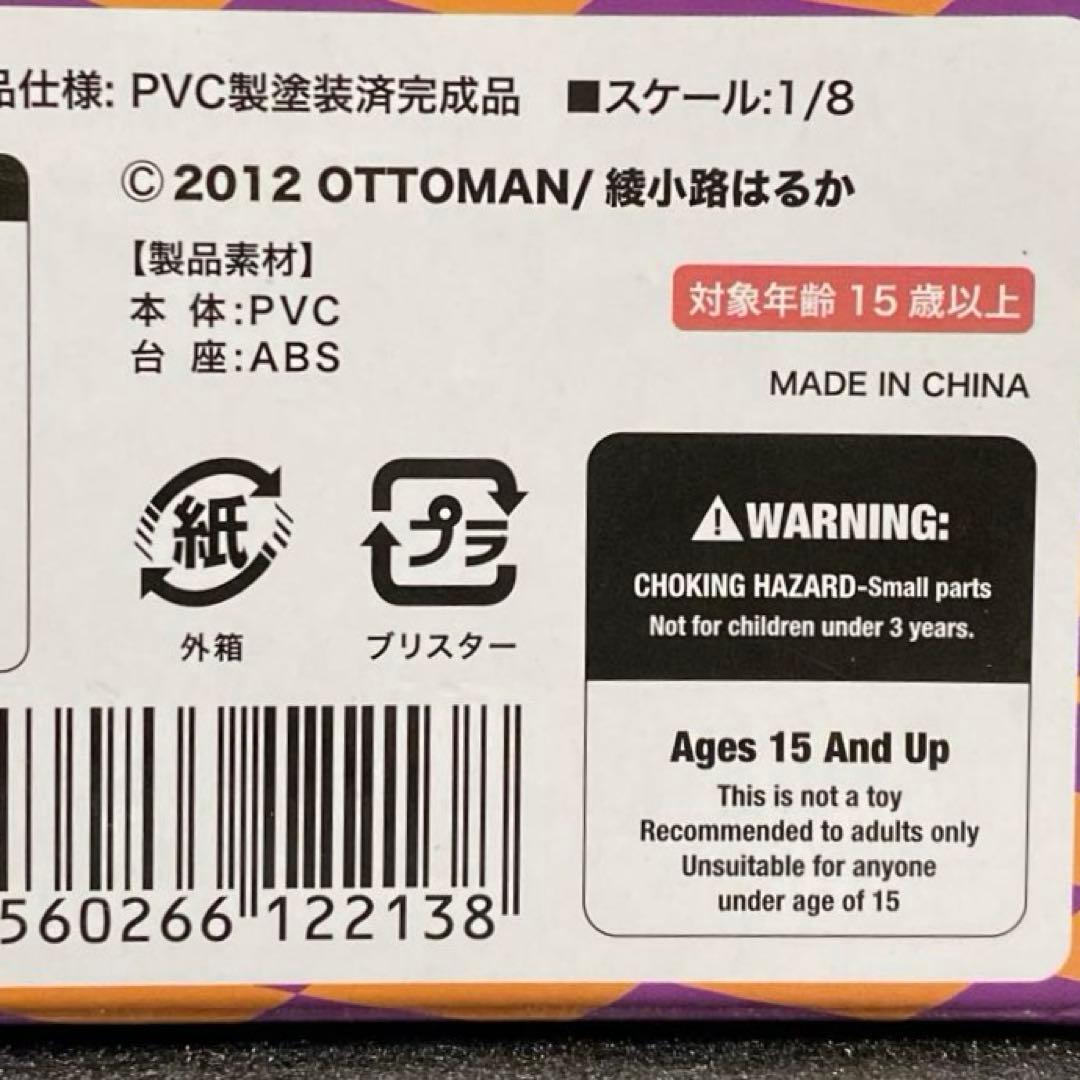 品仕様: PVC製塗装済完成品 ■スケール:1/8
©2012 OTTOMAN/ 綾小路はるか
【製品素材】
本 体:PVC
台 座:ABS
対象年齢 15 歳以上
MADE IN CHINA
紙
外箱
プラ
ブリスター
⚠WARNING:
CHOKING HAZARD-Small parts
Not for children under 3 years.
Ages 15 And Up
This is not a toy
Recommended to adults only
Unsuitable for anyone
under age of 15
560266 122138